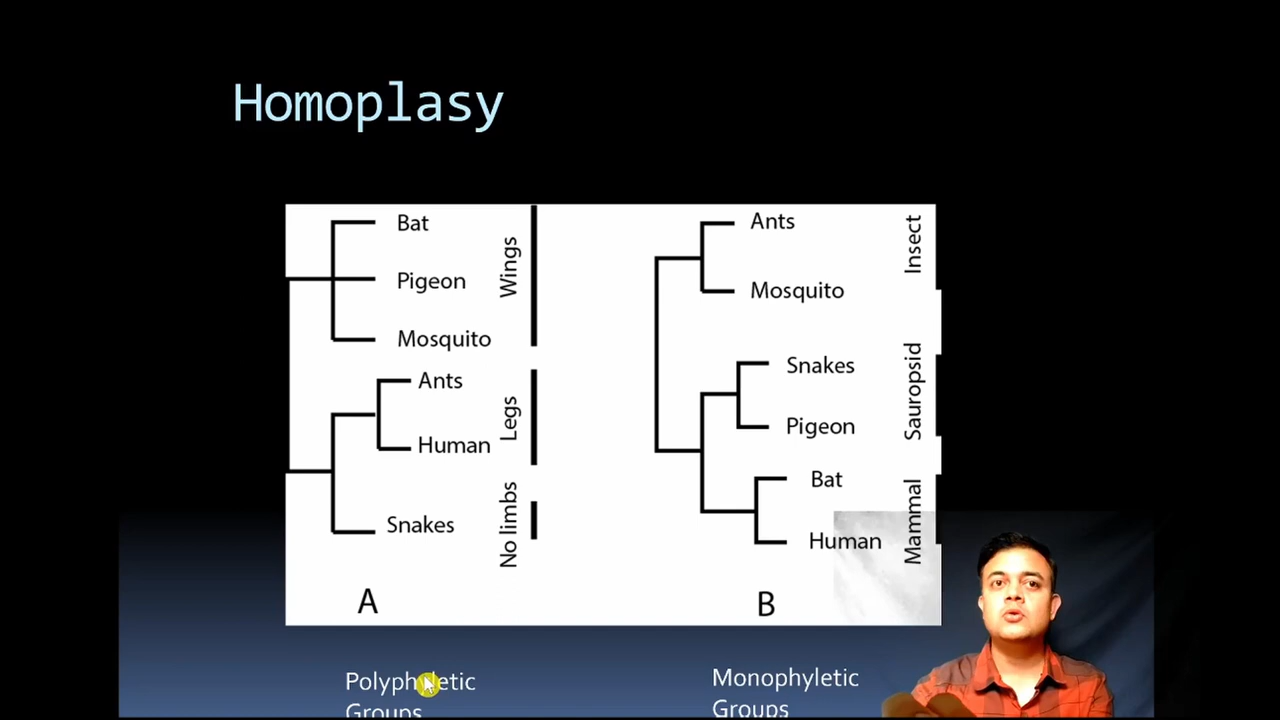 Homoplasy
Bat
Pigeon
Mosquito
Wings
Ants
Human
Legs
Snakes
No limbs
A
Ants
Mosquito
Insect
Snakes
Pigeon
Sauropsid
Bat
Human
Mammal
B
Polyphyletic
Groups
Monophyletic
Groups